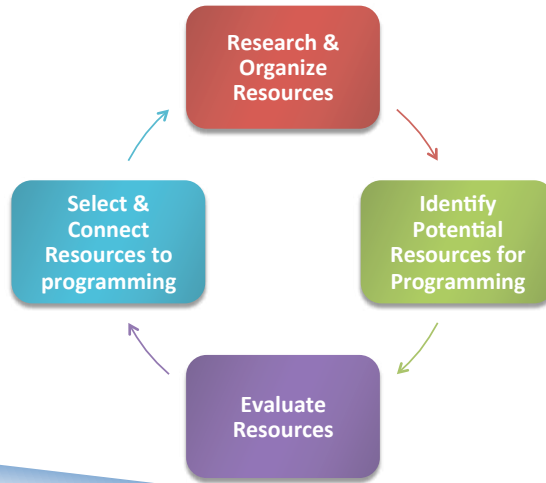 Research &
Organize
Resources
Identify
Potential
Resources for
Programming
Evaluate
Resources
Select &
Connect
Resources to
programming